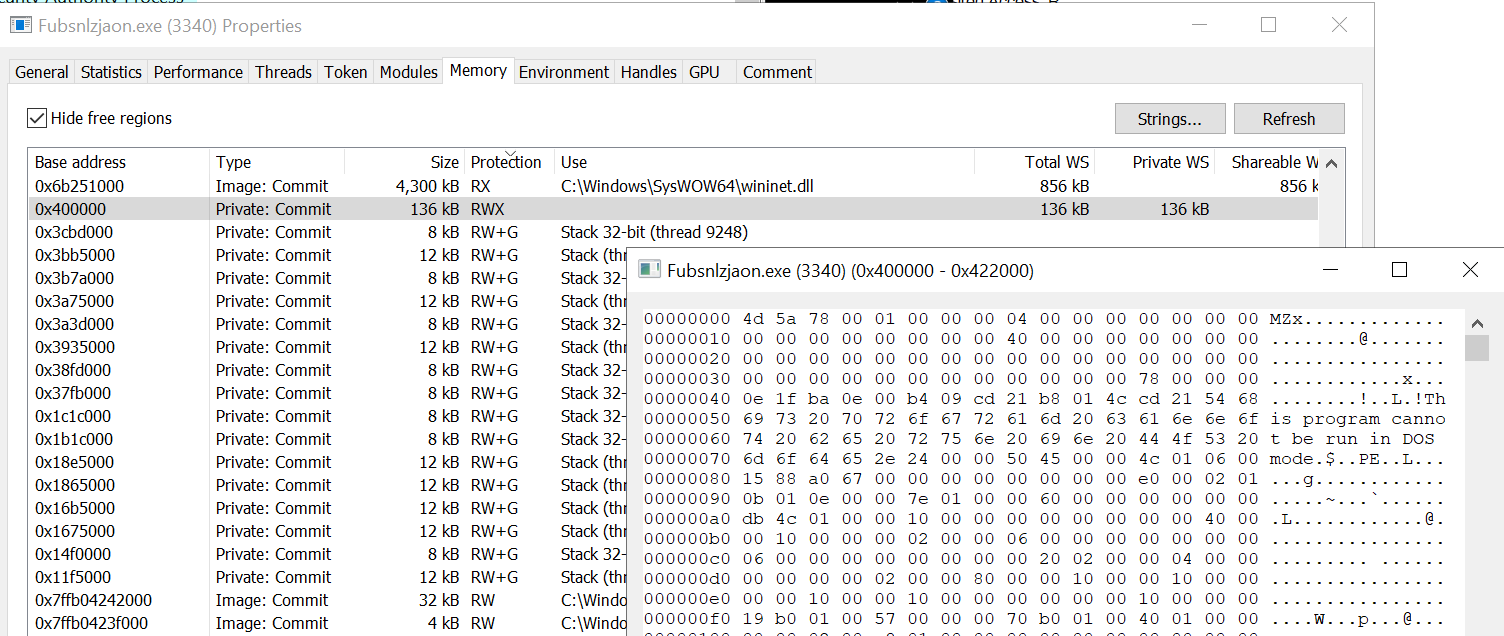 Fubsnlzjaon.exe (3340) Properties
General Statistics Performance Threads Token Modules Memory Environment Handles GPU Comment
Hide free regions
Strings... Refresh
Base address Type Size Protection Use Total WS Private WS Shareable W
0x6b251000 Image: Commit 4,300 kB RX C:\Windows\SysWOW64\wininet.dll 856 kB 856 k
0x400000 Private: Commit 136 kB RWX 136 kB 136 kB
0x3cbd000 Private: Commit 8 kB RW+G Stack 32-bit (thread 9248)
0x3bb5000 Private: Commit 12 kB RW+G Stack (thr
0x3b7a000 Private: Commit 8 kB RW+G Stack 32-
0x3a75000 Private: Commit 12 kB RW+G Stack (thr
0x3a3d000 Private: Commit 8 kB RW+G Stack 32-
0x3935000 Private: Commit 12 kB RW+G Stack (thr
0x38fd000 Private: Commit 8 kB RW+G Stack 32-
0x37fb000 Private: Commit 8 kB RW+G Stack 32-
0x1c1c000 Private: Commit 8 kB RW+G Stack 32-
0x1b1c000 Private: Commit 8 kB RW+G Stack 32-
0x18e5000 Private: Commit 12 kB RW+G Stack (thr
0x1865000 Private: Commit 12 kB RW+G Stack (thr
0x16b5000 Private: Commit 12 kB RW+G Stack (thr
0x1675000 Private: Commit 12 kB RW+G Stack (thr
0x14f0000 Private: Commit 8 kB RW+G Stack 32-
0x11f5000 Private: Commit 12 kB RW+G Stack (thr
0x7ffb04242000 Image: Commit 32 kB RW C:\Windo
0x7ffb0423f000 Image: Commit 4 kB RW C:\Windo
Fubsnlzjaon.exe (3340) (0x400000 - 0x422000)
00000000 4d 5a 78 00 01 00 00 00 04 00 00 00 00 00 00 00 MZx.............
00000010 00 00 00 00 00 00 00 00 40 00 00 00 00 00 00 00 ........@.......
00000020 00 00 00 00 00 00 00 00 00 00 00 00 00 00 00 00 ................
00000030 00 00 00 00 00 00 00 00 00 00 00 00 78 00 00 00 ............x...
00000040 0e 1f ba 0e 00 b4 09 cd 21 b8 01 4c cd 21 54 68 ........!..L.!Th
00000050 69 73 20 70 72 6f 67 72 61 6d 20 63 61 6e 6e 6f is program canno
00000060 74 20 62 65 20 72 75 6e 20 69 6e 20 44 4f 53 20 t be run in DOS
00000070 6d 6f 64 65 2e 24 00 00 50 45 00 00 4c 01 06 00 mode.$..PE..L...
00000080 15 88 a0 67 00 00 00 00 00 00 00 00 e0 00 02 01 ...g............
00000090 0b 01 0e 00 00 7e 01 00 00 60 00 00 00 00 00 00 .....~...`......
000000a0 db 4c 01 00 00 10 00 00 00 00 00 00 00 00 40 00 .L............@.
000000b0 00 10 00 00 00 02 00 00 06 00 00 00 00 00 00 00 ................
000000c0 06 00 00 00 00 00 00 00 00 20 02 00 00 04 00 00 ......... ......
000000d0 00 00 00 00 02 00 00 80 00 00 10 00 00 10 00 00 ................
000000e0 00 00 10 00 00 10 00 00 00 00 00 00 10 00 00 00 ................
000000f0 19 b0 01 00 57 00 00 00 70 b0 01 00 40 01 00 00 ....W...p...@...